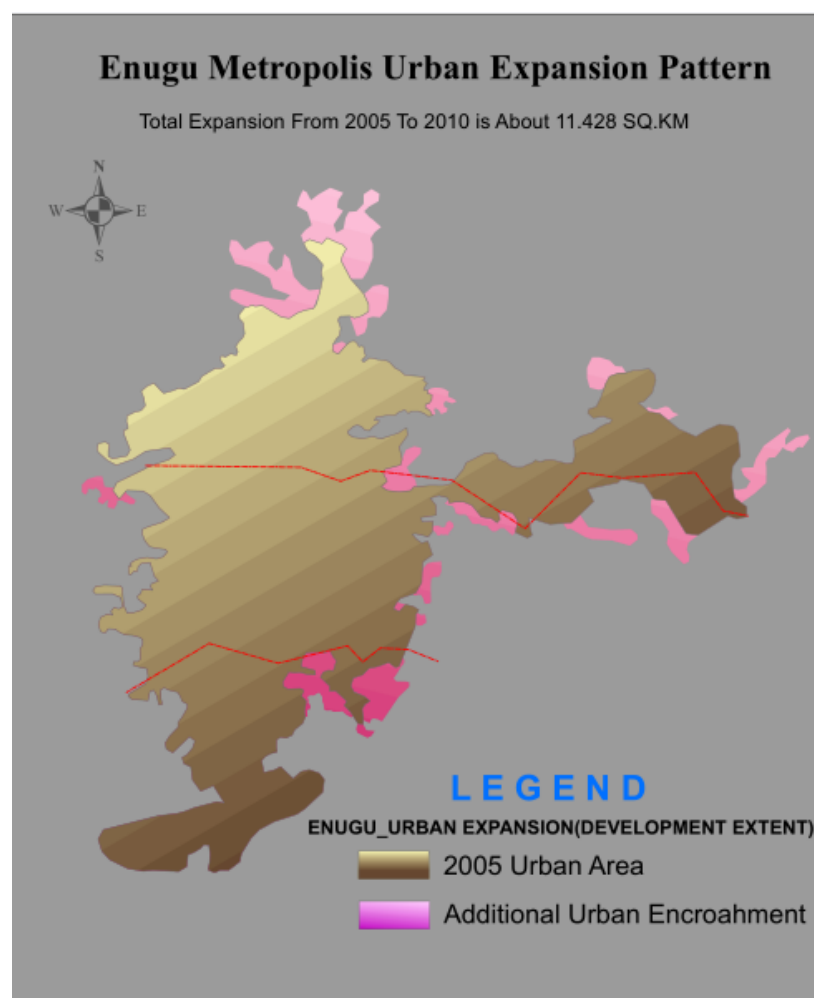 Enugu Metropolis Urban Expansion Pattern
Total Expansion From 2005 To 2010 is About 11.428 SQ.KM
N
W E
S
LEGEND
ENUGU_URBAN EXPANSION(DEVELOPMENT EXTENT)
2005 Urban Area
Additional Urban Encroahment